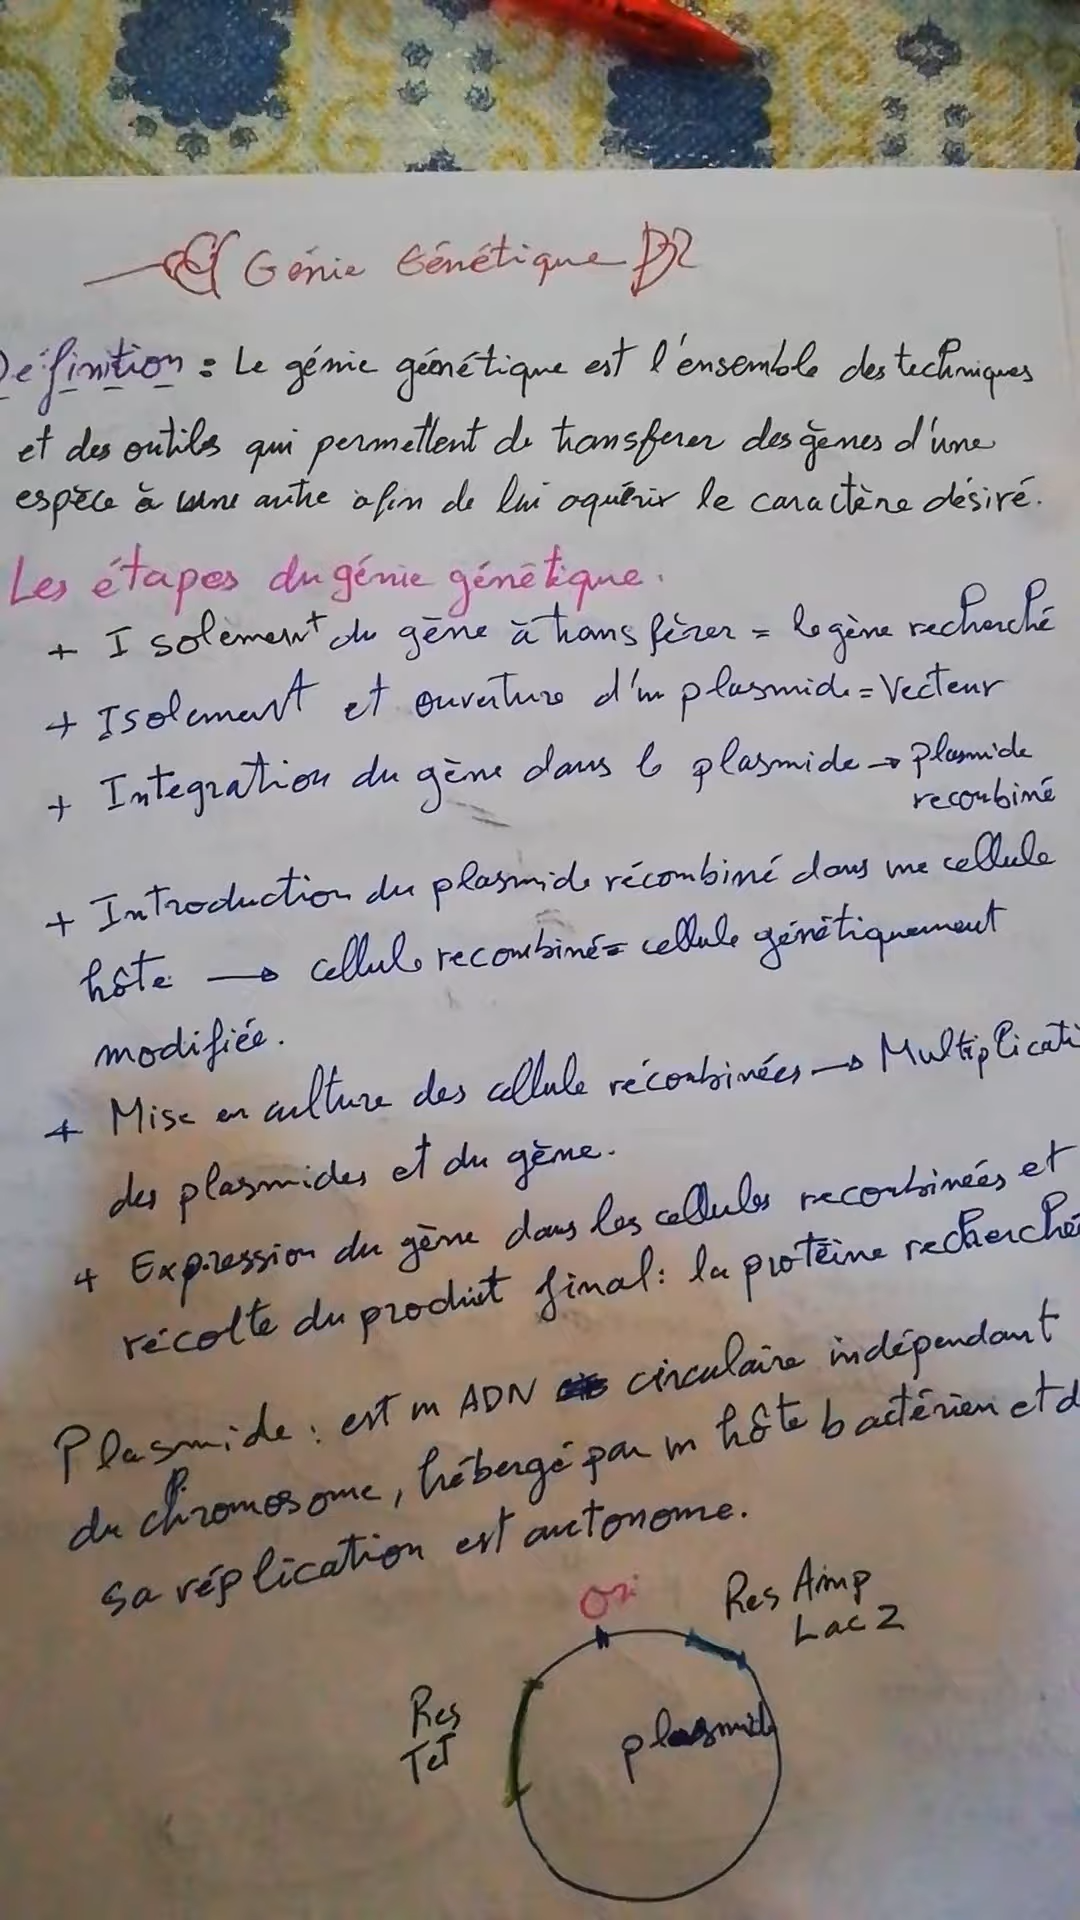 Génie Génétique
Définition : Le génie génétique est l'ensemble des techniques
et des outils qui permettent de transferer des gènes d'une
espèce à une autre afin de lui aquérir le caractère désiré.
Les étapes du génie génétique.
+ Isolement du gène à transférer = le gène recherché
+ Isolement et ouverture d'un plasmide = Vecteur
+ Integration du gène dans le plasmide → plasmide
recombiné
+ Introduction du plasmide récombiné dans une cellule
hôte → cellule recombiné = cellule génétiquement
modifiée.
+ Mise en culture des cellule récombinées → Multiplicati
des plasmides et du gène.
+ Expression du gène dans les cellules recombinées et
récolte du produit final : la protéine recherché
Plasmide : est un ADN circulaire indépendant
du chromosome, hébergé par un hôte bactérien et d
sa réplication est autonome.
Ori
Res Amp
Lac Z
Res
Tet
plasmide